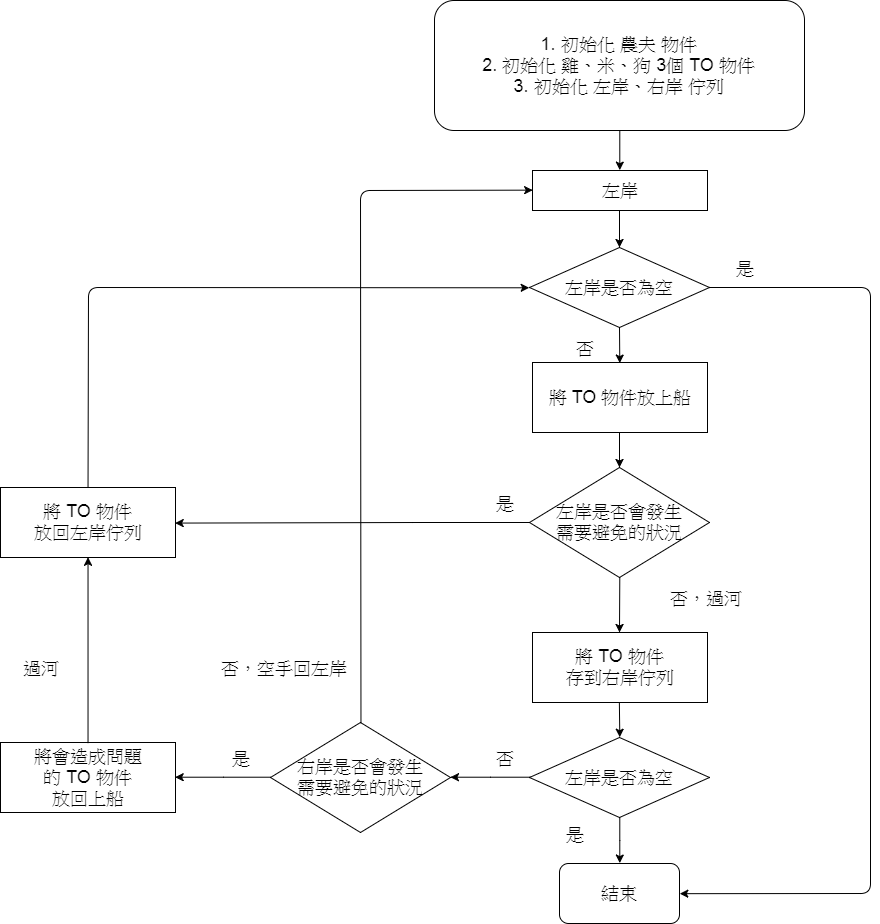 1. 初始化 農夫 物件
2. 初始化 雞、米、狗 3個 TO 物件
3. 初始化 左岸、右岸 佇列
左岸
左岸是否為空
是
否
將 TO 物件放上船
左岸是否會發生
需要避免的狀況
是
將 TO 物件
放回左岸佇列
否，過河
將 TO 物件
存到右岸佇列
過河
否，空手回左岸
左岸是否為空
否
右岸是否會發生
需要避免的狀況
是
將會造成問題
的 TO 物件
放回上船
是
結束